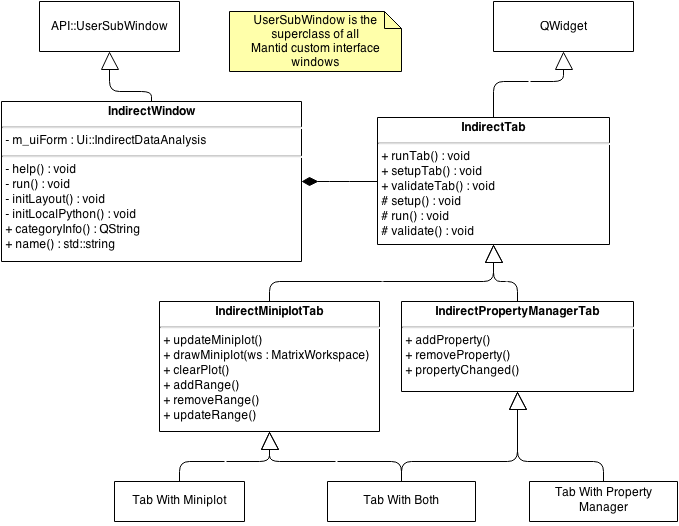 API::UserSubWindow
UserSubWindow is the
superclass of all
Mantid custom interface
windows
QWidget
IndirectWindow
- m_uiForm : Ui::IndirectDataAnalysis
- help() : void
- run() : void
- initLayout() : void
- initLocalPython() : void
+ categoryInfo() : QString
+ name() : std::string
IndirectTab
+ runTab() : void
+ setupTab() : void
+ validateTab() : void
# setup() : void
# run() : void
# validate() : void
IndirectMiniplotTab
+ updateMiniplot()
+ drawMiniplot(ws : MatrixWorkspace)
+ clearPlot()
+ addRange()
+ removeRange()
+ updateRange()
IndirectPropertyManagerTab
+ addProperty()
+ removeProperty()
+ propertyChanged()
Tab With Miniplot
Tab With Both
Tab With Property
Manager